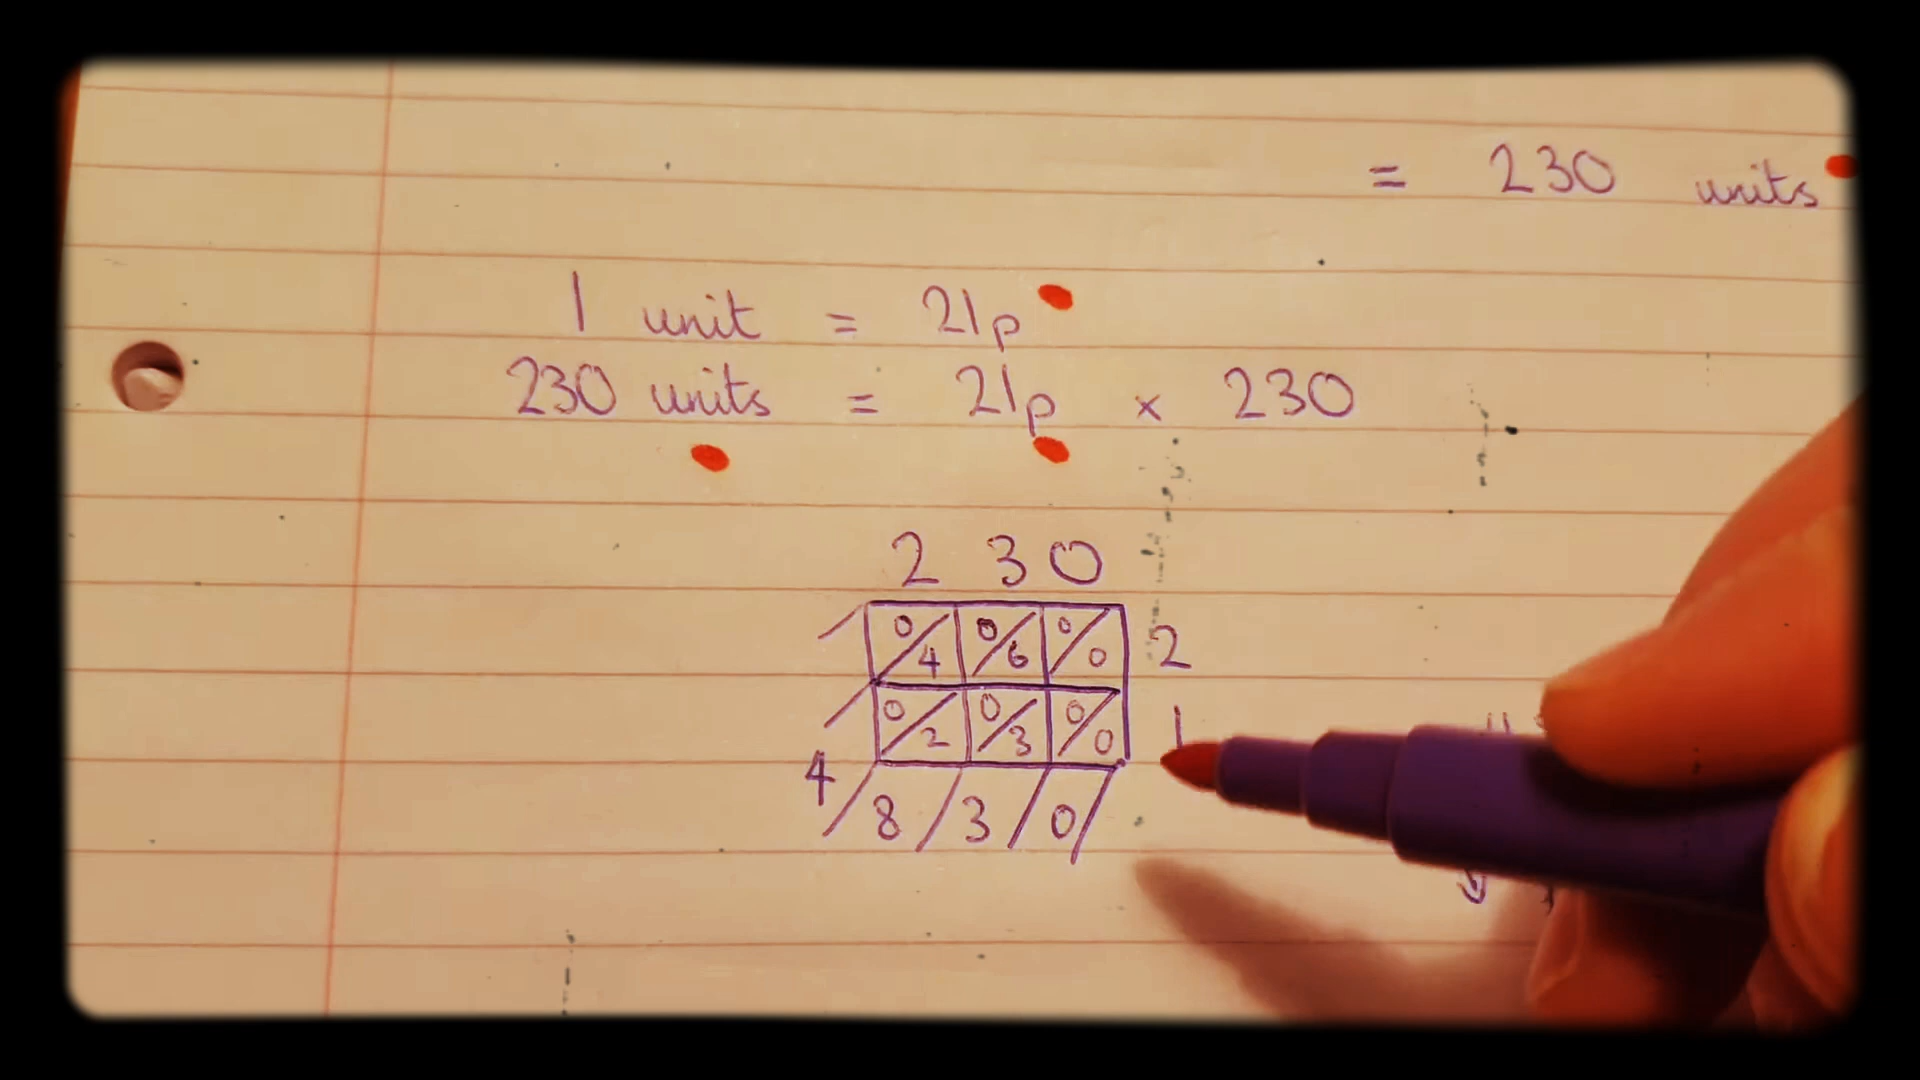 = 230 units
1 unit = 21p
230 units = 21p × 230
2 3 0
0/4 0/6 0/0 2
0/2 0/3 0/0 1
4/8/3/0/